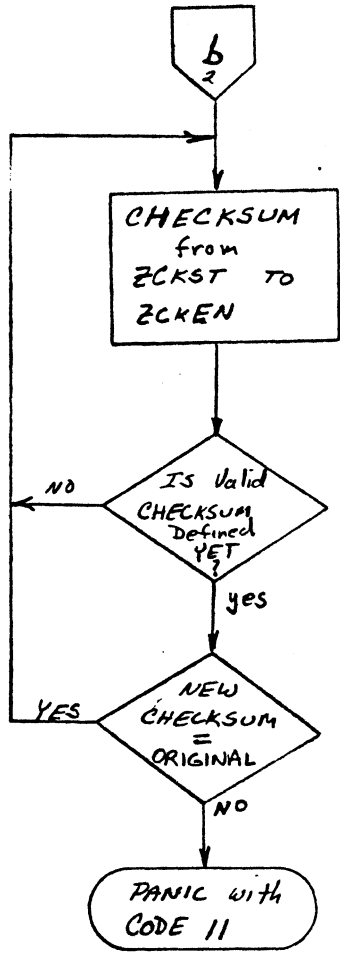 b
2
CHECKSUM
from
ZCKST TO
ZCKEN
Is Valid
CHECKSUM
Defined
YET
?
NO
yes
NEW
CHECKSUM
=
ORIGINAL
YES
NO
PANIC with
CODE 11